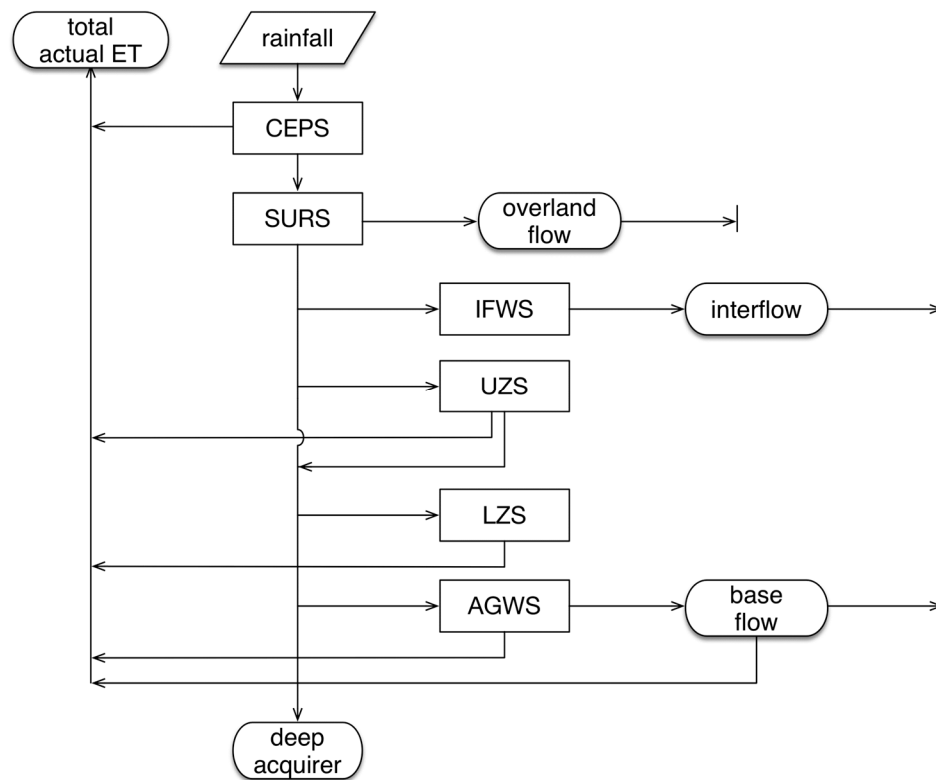 total
actual ET
rainfall
CEPS
SURS
overland
flow
IFWS
interflow
UZS
LZS
AGWS
base
flow
deep
acquirer